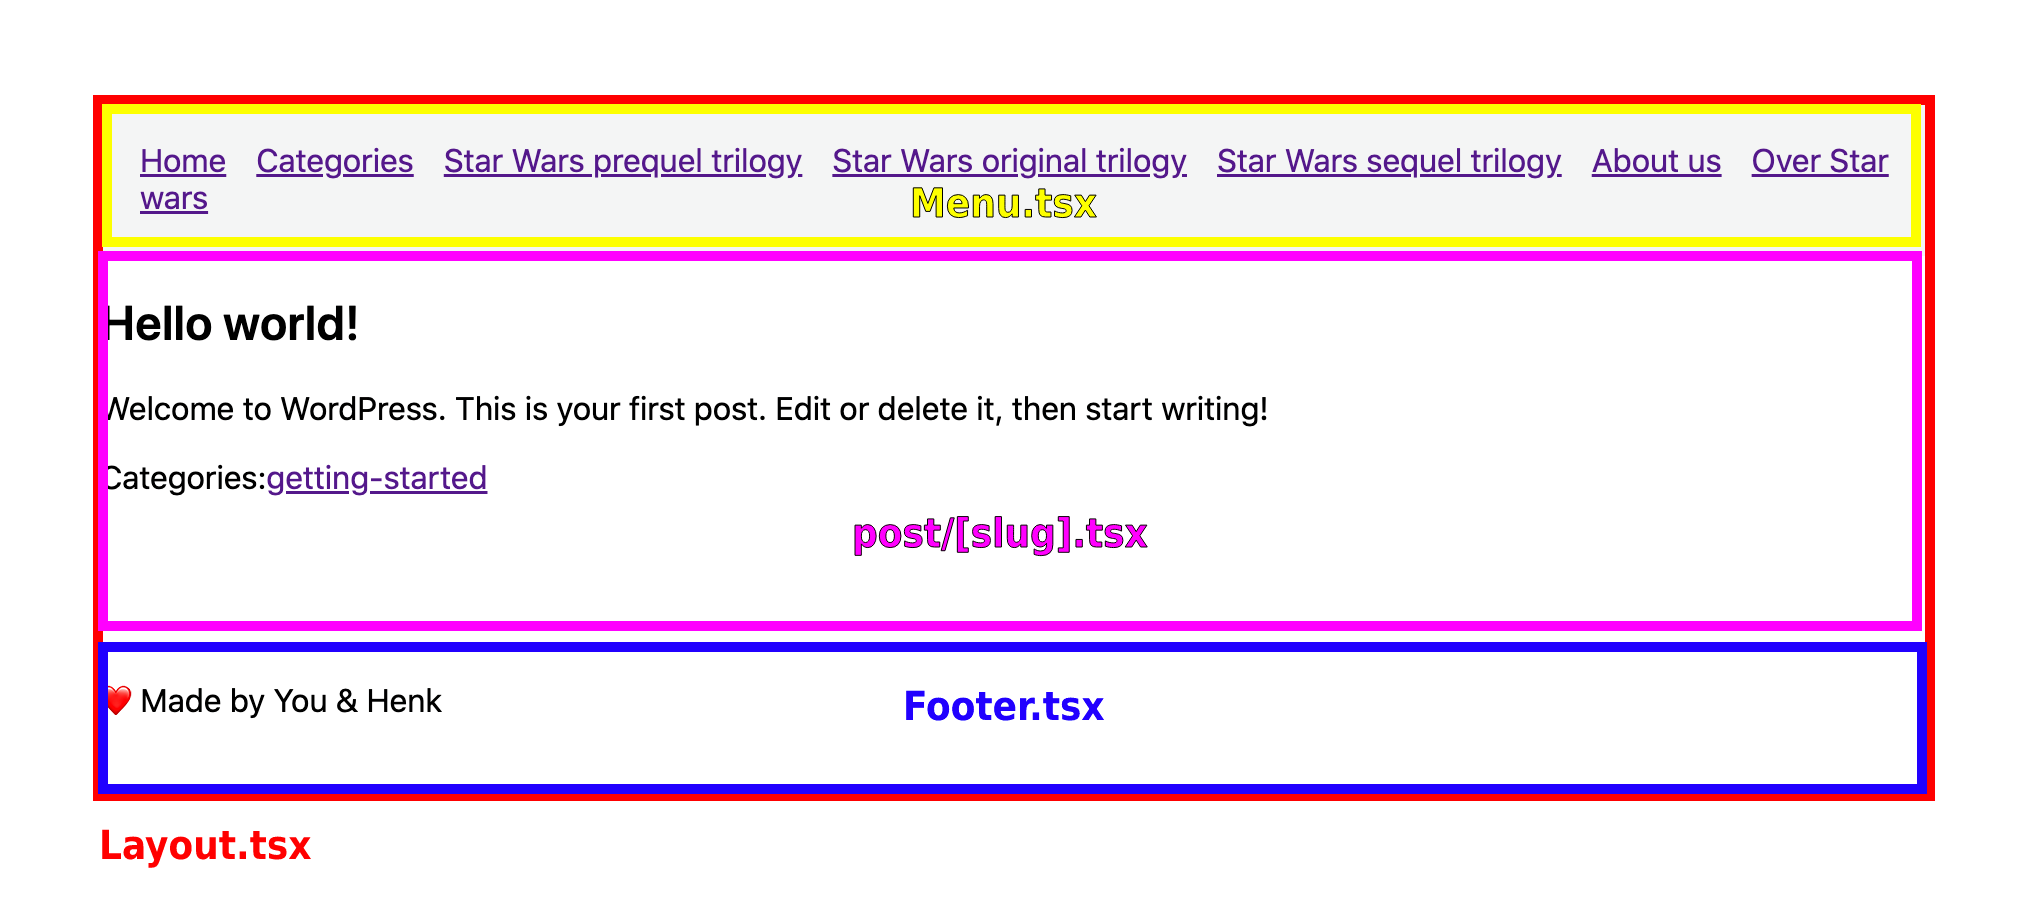 Home Categories Star Wars prequel trilogy Star Wars original trilogy Star Wars sequel trilogy About us Over Star
wars
Menu.tsx
Hello world!
Welcome to WordPress. This is your first post. Edit or delete it, then start writing!
Categories:getting-started
post/[slug].tsx
❤️ Made by You & Henk
Footer.tsx
Layout.tsx